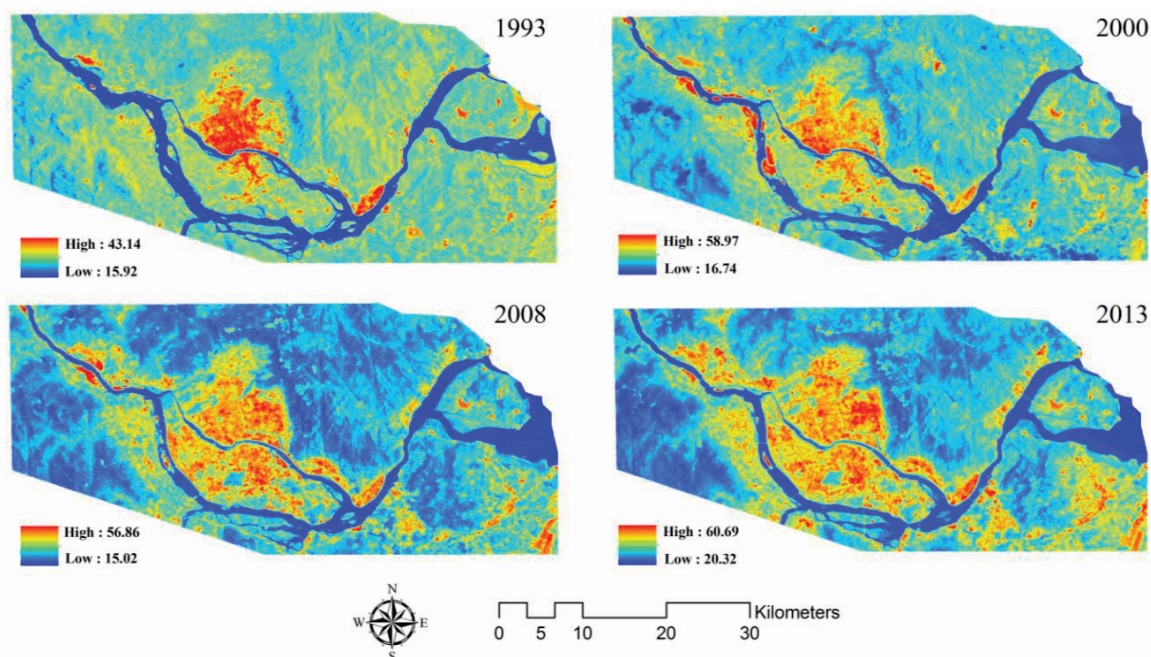 1993
2000
High : 43.14
Low : 15.92
High : 58.97
Low : 16.74
2008
2013
High : 56.86
Low : 15.02
High : 60.69
Low : 20.32
N
W E
S
Kilometers
0 5 10 20 30